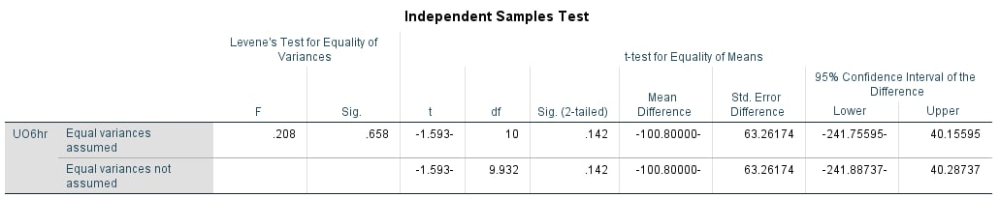 Independent Samples Test
Levene's Test for Equality of
Variances
t-test for Equality of Means
95% Confidence Interval of the
Difference
F Sig. t df Sig. (2-tailed) Mean Difference Std. Error Difference Lower Upper
UO6hr Equal variances assumed .208 .658 -1.593- 10 .142 -100.80000- 63.26174 -241.75595- 40.15595
Equal variances not assumed -1.593- 9.932 .142 -100.80000- 63.26174 -241.88737- 40.28737